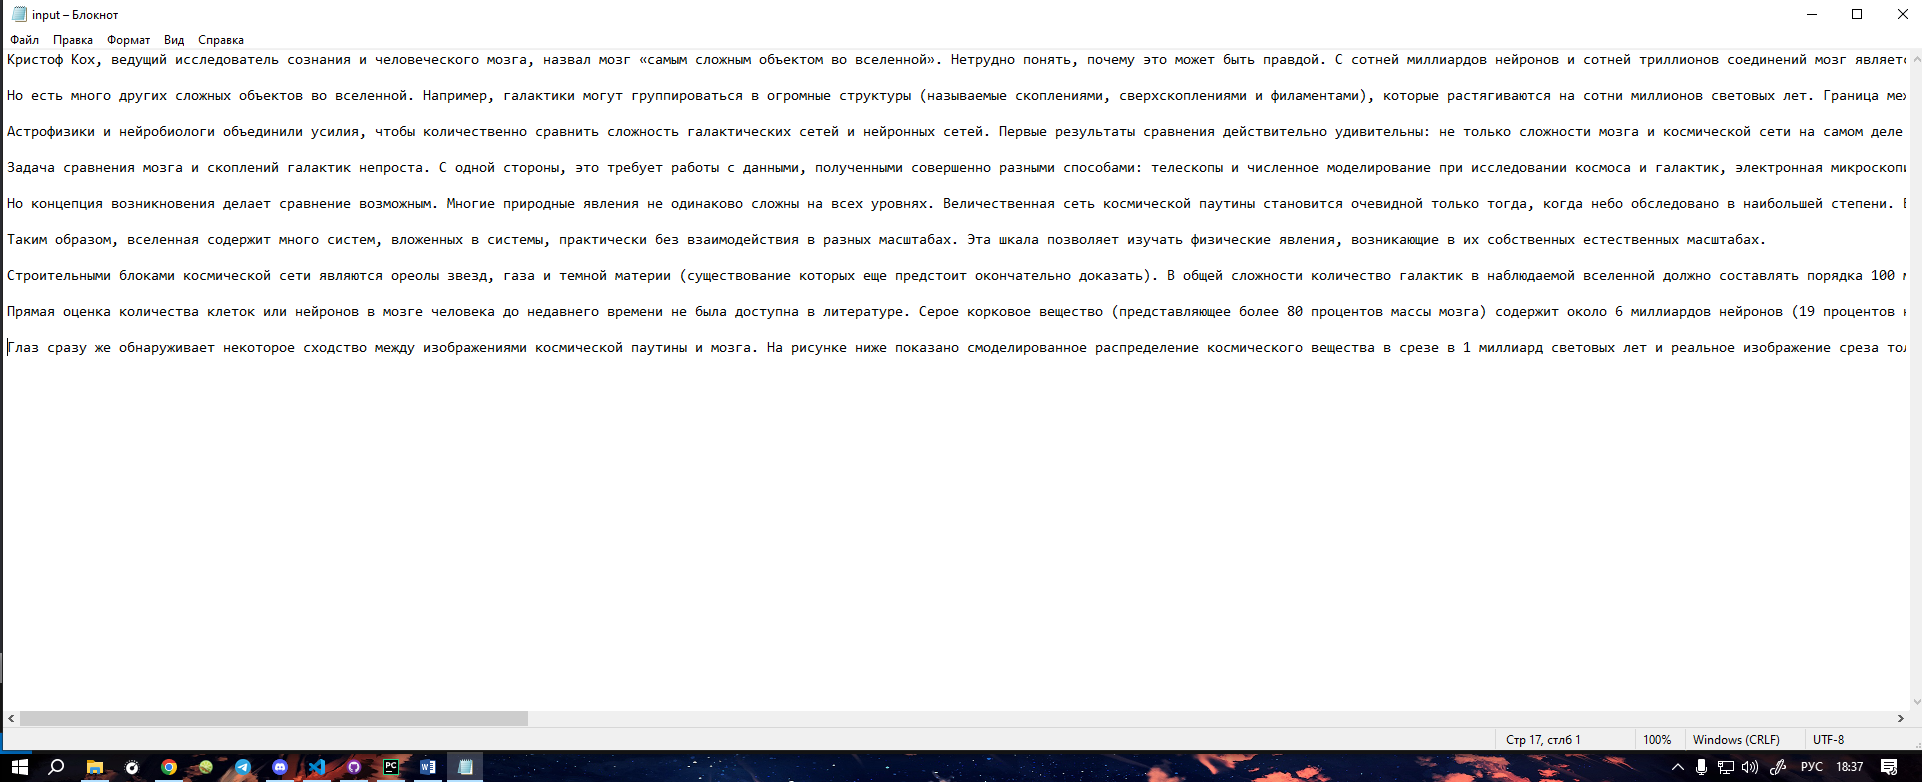 input – Блокнот
Файл Правка Формат Вид Справка
Кристоф Кох, ведущий исследователь сознания и человеческого мозга, назвал мозг «самым сложным объектом во вселенной». Нетрудно понять, почему это может быть правдой. С сотней миллиардов нейронов и сотней триллионов соединений мозг являетс
Но есть много других сложных объектов во вселенной. Например, галактики могут группироваться в огромные структуры (называемые скоплениями, сверхскоплениями и филаментами), которые растягиваются на сотни миллионов световых лет. Граница меж
Астрофизики и нейробиологи объединили усилия, чтобы количественно сравнить сложность галактических сетей и нейронных сетей. Первые результаты сравнения действительно удивительны: не только сложности мозга и космической сети на самом деле
Задача сравнения мозга и скоплений галактик непроста. С одной стороны, это требует работы с данными, полученными совершенно разными способами: телескопы и численное моделирование при исследовании космоса и галактик, электронная микроскопи
Но концепция возникновения делает сравнение возможным. Многие природные явления не одинаково сложны на всех уровнях. Величественная сеть космической паутины становится очевидной только тогда, когда небо обследовано в наибольшей степени.
Таким образом, вселенная содержит много систем, вложенных в системы, практически без взаимодействия в разных масштабах. Эта шкала позволяет изучать физические явления, возникающие в их собственных естественных масштабах.
Строительными блоками космической сети являются ореолы звезд, газа и темной материи (существование которых еще предстоит окончательно доказать). В общей сложности количество галактик в наблюдаемой вселенной должно составлять порядка 100
Прямая оценка количества клеток или нейронов в мозге человека до недавнего времени не была доступна в литературе. Серое корковое вещество (представляющее более 80 процентов массы мозга) содержит около 6 миллиардов нейронов (19 процентов
Глаз сразу же обнаруживает некоторое сходство между изображениями космической паутины и мозга. На рисунке ниже показано смоделированное распределение космического вещества в срезе в 1 миллиард световых лет и реальное изображение среза тол
Стр 17, стлб 1 100% Windows (CRLF) UTF-8
PC W РУС 18:37